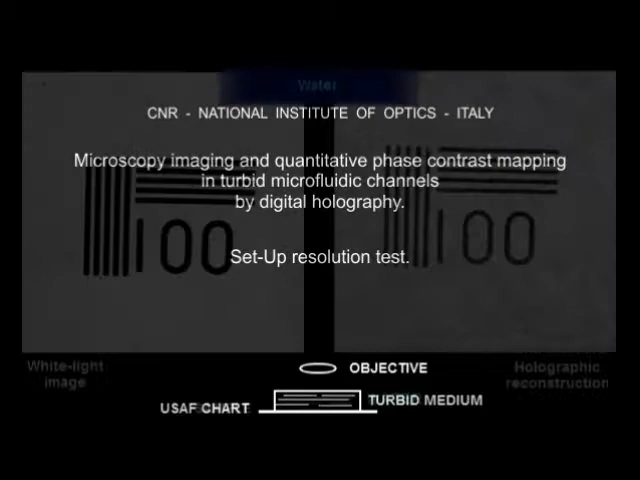 Water
CNR - NATIONAL INSTITUTE OF OPTICS - ITALY
Microscopy imaging and quantitative phase contrast mapping
in turbid microfluidic channels
by digital holography.
100
100
Set-Up resolution test.
White-light
image
OBJECTIVE
Holographic
reconstruction
USAF CHART
TURBID MEDIUM